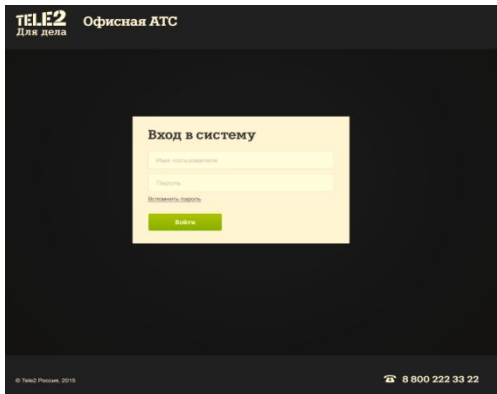 TELE2
Для дела
Офисная АТС
Вход в систему
Имя пользователя
Пароль
Вспомнить пароль
Войти
© Tele2 Россия, 2015
☎ 8 800 222 33 22